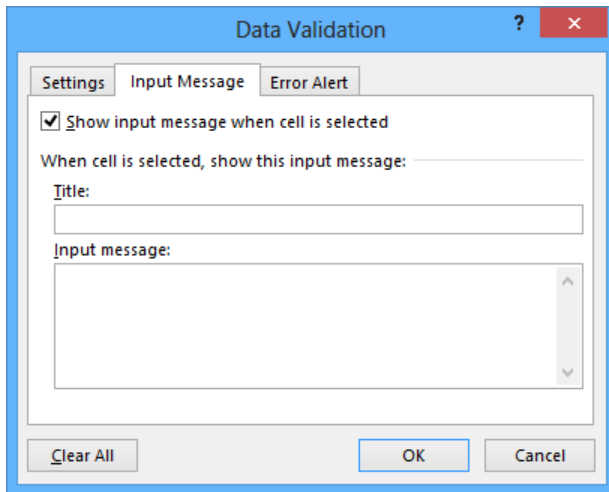 Data Validation ?
Settings Input Message Error Alert
Show input message when cell is selected
When cell is selected, show this input message:
Title:
Input message:
Clear All OK Cancel